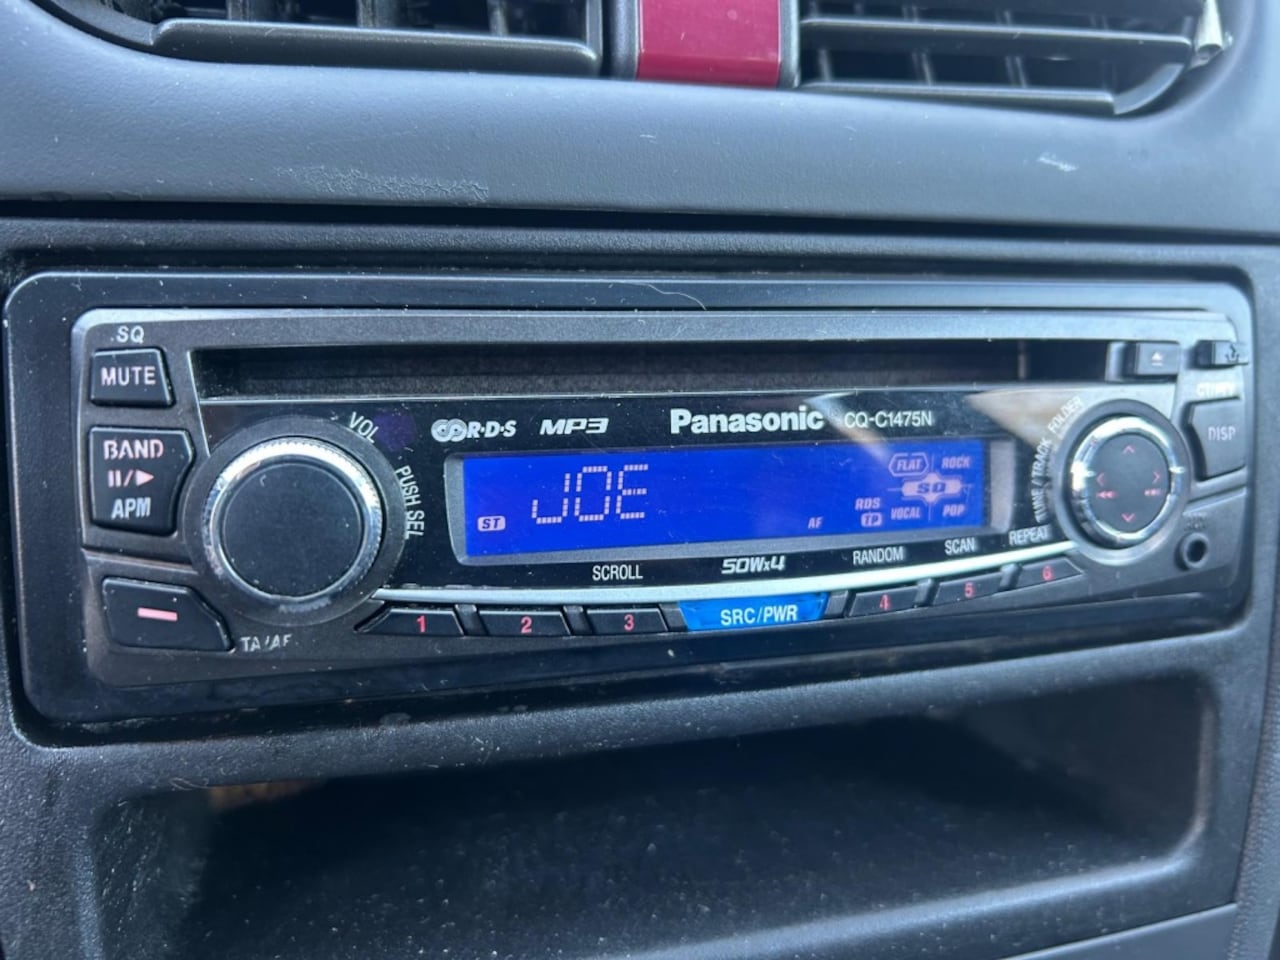 SQ
MUTE
BAND
APM
TA/AF
VOL
PUSH SEL
R·D·S MP3 Panasonic CQ-C1475N
JOE
ST
AF
RDS
TP
FLAT ROCK
SQ
VOCAL POP
SCROLL 50Wx4 RANDOM SCAN REPEAT
1 2 3 SRC/PWR 4 5 6
TUNE/TRACK FOLDER
DISP